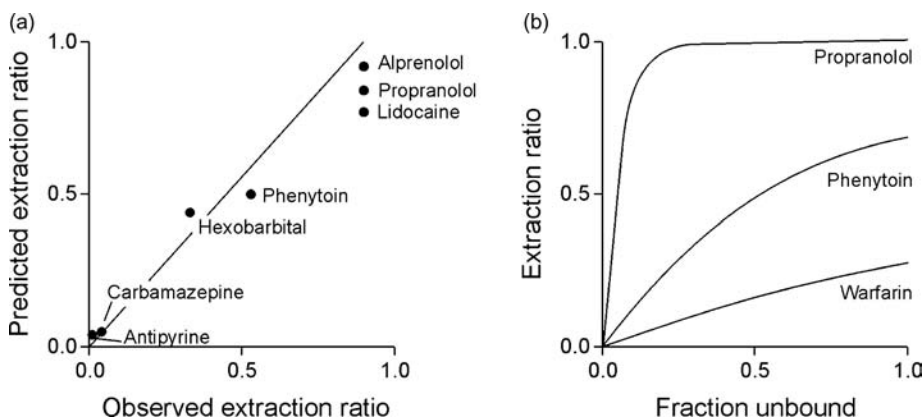 (a)
Predicted extraction ratio
1.0
0.5
0.0
Alprenolol
Propranolol
Lidocaine
Phenytoin
Hexobarbital
Carbamazepine
Antipyrine
0.0
0.5
1.0
Observed extraction ratio
(b)
Extraction ratio
1.0
0.5
0.0
Propranolol
Phenytoin
Warfarin
0.0
0.5
1.0
Fraction unbound